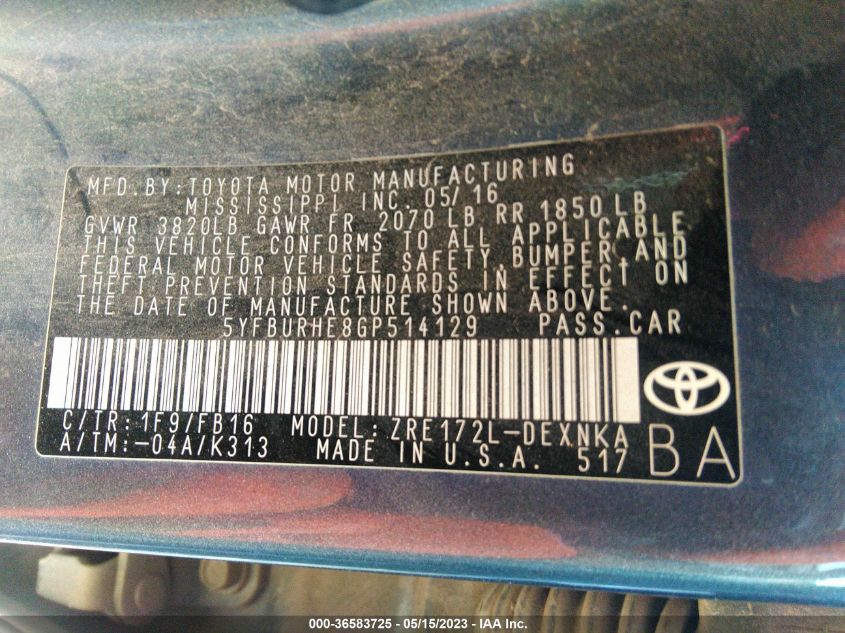 MFD.BY:TOYOTA MOTOR MANUFACTURING
MISSISSIPPI, INC. 05/16
GVWR 3820LB GAWR FR 2070 LB RR 1850 LB
THIS VEHICLE CONFORMS TO ALL APPLICABLE
FEDERAL MOTOR VEHICLE SAFETY,BUMPER,AND
THEFT PREVENTION STANDARDS IN EFFECT ON
THE DATE OF MANUFACTURE SHOWN ABOVE.
5YFBURHE8GP514129 PASS.CAR
C/TR:1F9/FB16 MODEL:ZRE172L-DEXNKA
A/TM:-04A/K313 MADE IN U.S.A. 517
BA
000-36583725 - 05/15/2023 - IAA Inc.